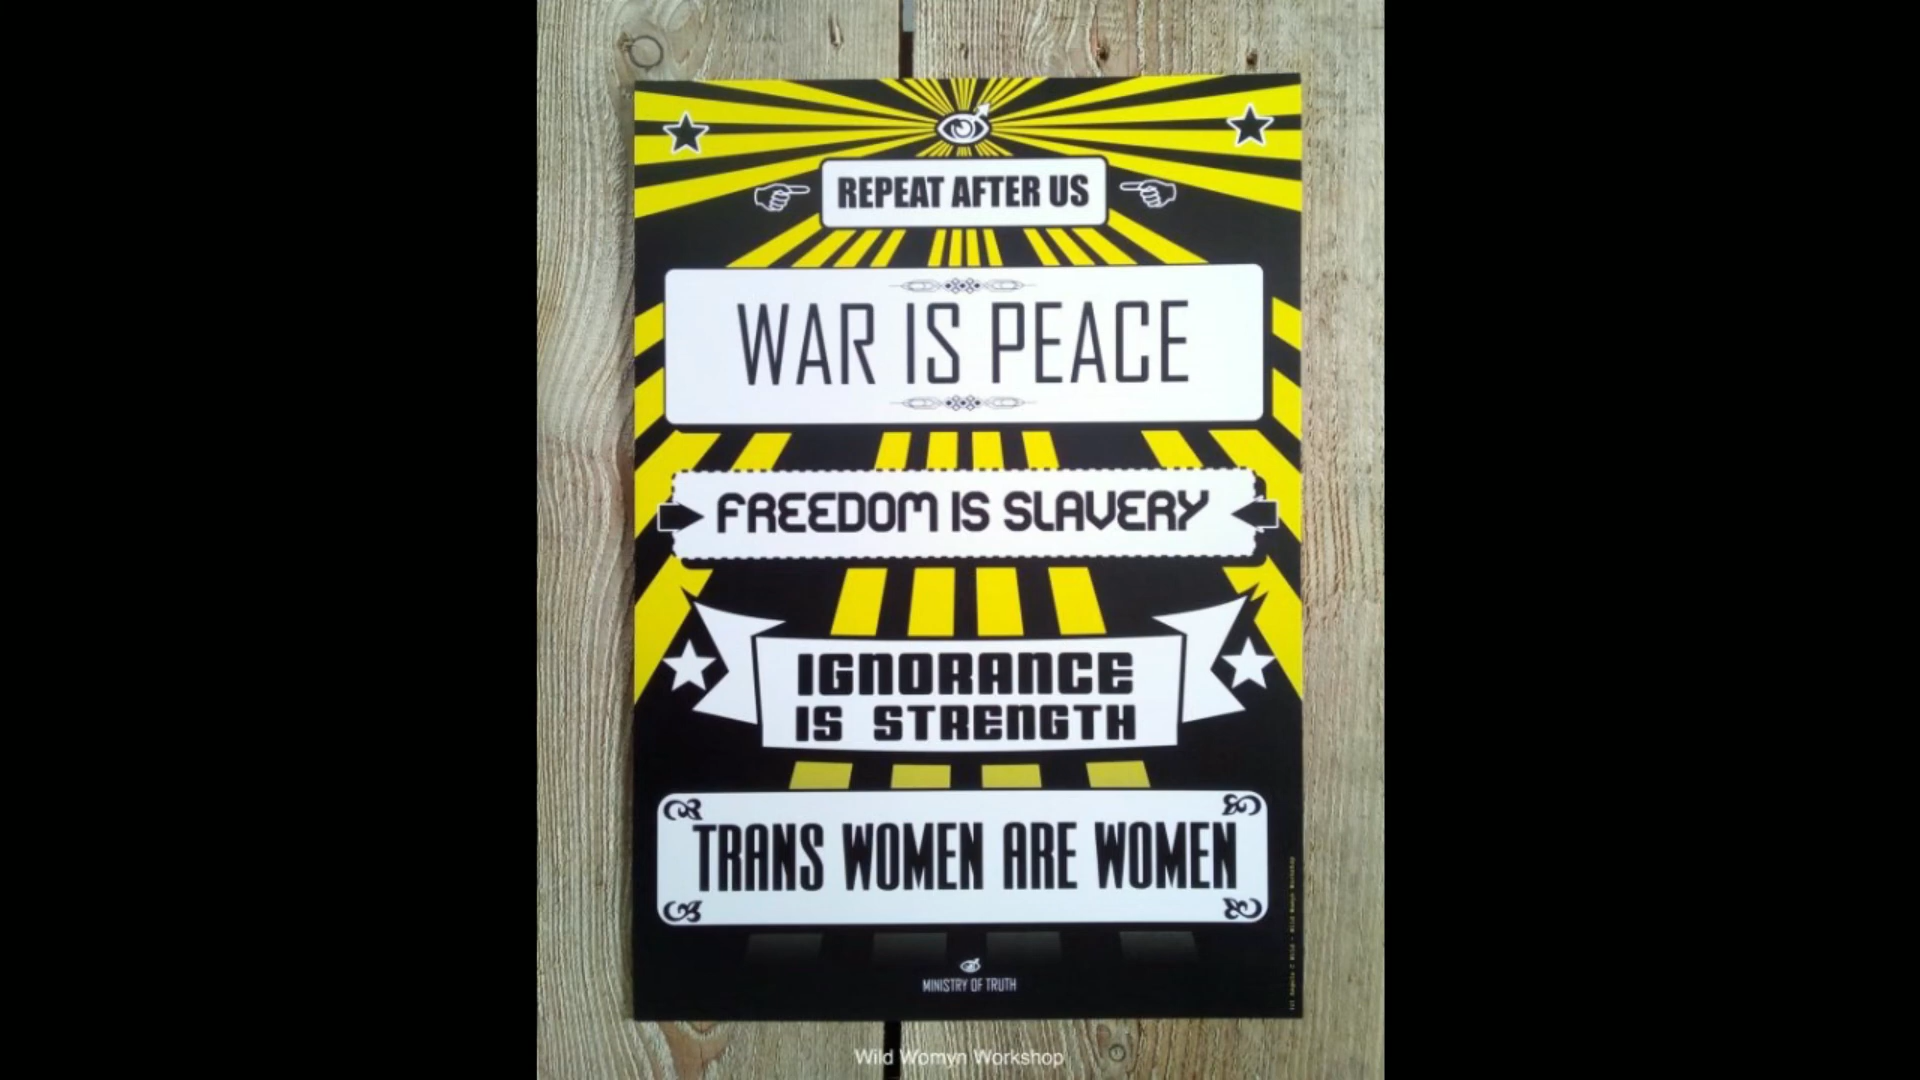 REPEAT AFTER US
WAR IS PEACE
FREEDOM IS SLAVERY
IGNORANCE
IS STRENGTH
TRANS WOMEN ARE WOMEN
MINISTRY OF TRUTH
Wild Womyn Workshop